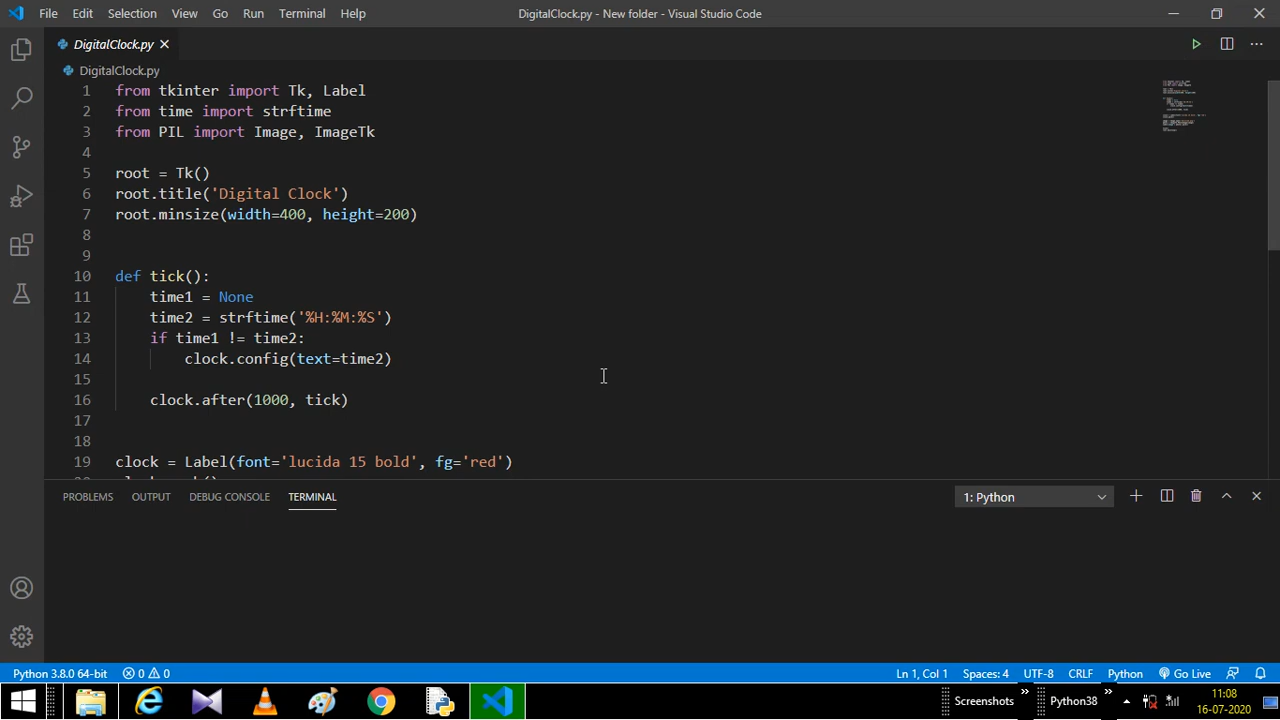 File Edit Selection View Go Run Terminal Help DigitalClock.py - New folder - Visual Studio Code
DigitalClock.py
DigitalClock.py
1 from tkinter import Tk, Label
2 from time import strftime
3 from PIL import Image, ImageTk
4
5 root = Tk()
6 root.title('Digital Clock')
7 root.minsize(width=400, height=200)
8
9
10 def tick():
11 time1 = None
12 time2 = strftime('%H:%M:%S')
13 if time1 != time2:
14 clock.config(text=time2)
15
16 clock.after(1000, tick)
17
18
19 clock = Label(font='lucida 15 bold', fg='red')
PROBLEMS OUTPUT DEBUG CONSOLE TERMINAL 1: Python
Python 3.8.0 64-bit 0 0 Ln 1, Col 1 Spaces: 4 UTF-8 CRLF Python Go Live
Screenshots Python38 11:08
16-07-2020